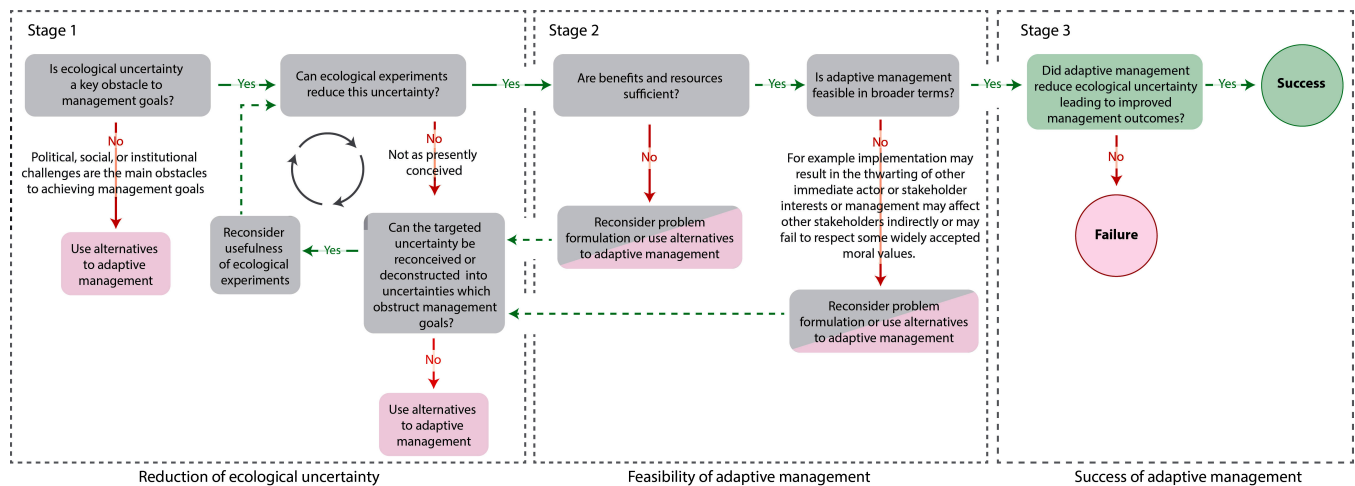 Stage 1
Is ecological uncertainty
a key obstacle to
management goals?
Yes
Can ecological experiments
reduce this uncertainty?
Yes
No
Political, social, or institutional
challenges are the main obstacles
to achieving management goals
No
Not as presently
conceived
Use alternatives
to adaptive
management
Reconsider
usefulness
of ecological
experiments
Yes
Can the targeted
uncertainty be
reconceived or
deconstructed into
uncertainties which
obstruct management
goals?
No
Use alternatives
to adaptive
management
Reduction of ecological uncertainty
Stage 2
Are benefits and resources
sufficient?
Yes
Is adaptive management
feasible in broader terms?
Yes
No
Reconsider problem
formulation or use alternatives
to adaptive management
No
For example implementation may
result in the thwarting of other
immediate actor or stakeholder
interests or management may affect
other stakeholders indirectly or may
fail to respect some widely accepted
moral values.
Reconsider problem
formulation or use alternatives
to adaptive management
Feasibility of adaptive management
Stage 3
Did adaptive management
reduce ecological uncertainty
leading to improved
management outcomes?
Yes
Success
No
Failure
Success of adaptive management